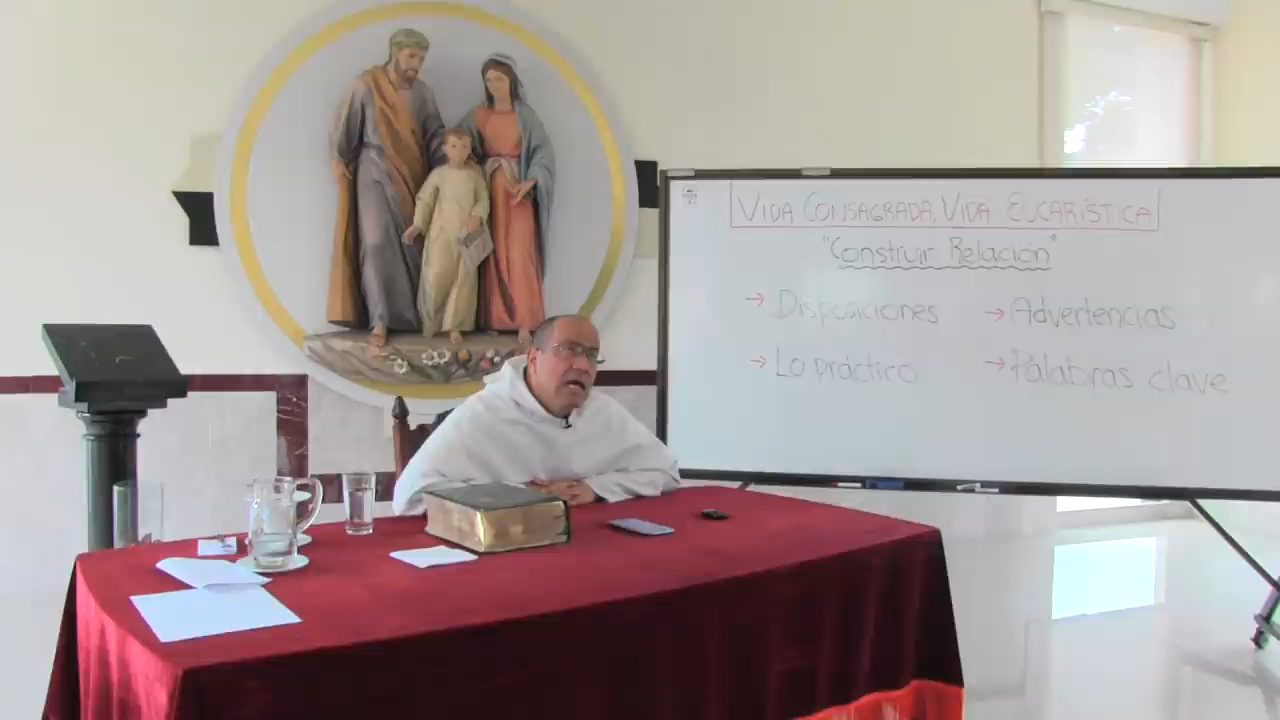 VIDA CONSAGRADA, VIDA EUCARÍSTICA
"Construir Relación"
→ Disposiciones → Advertencias
→ Lo práctico → Palabras clave